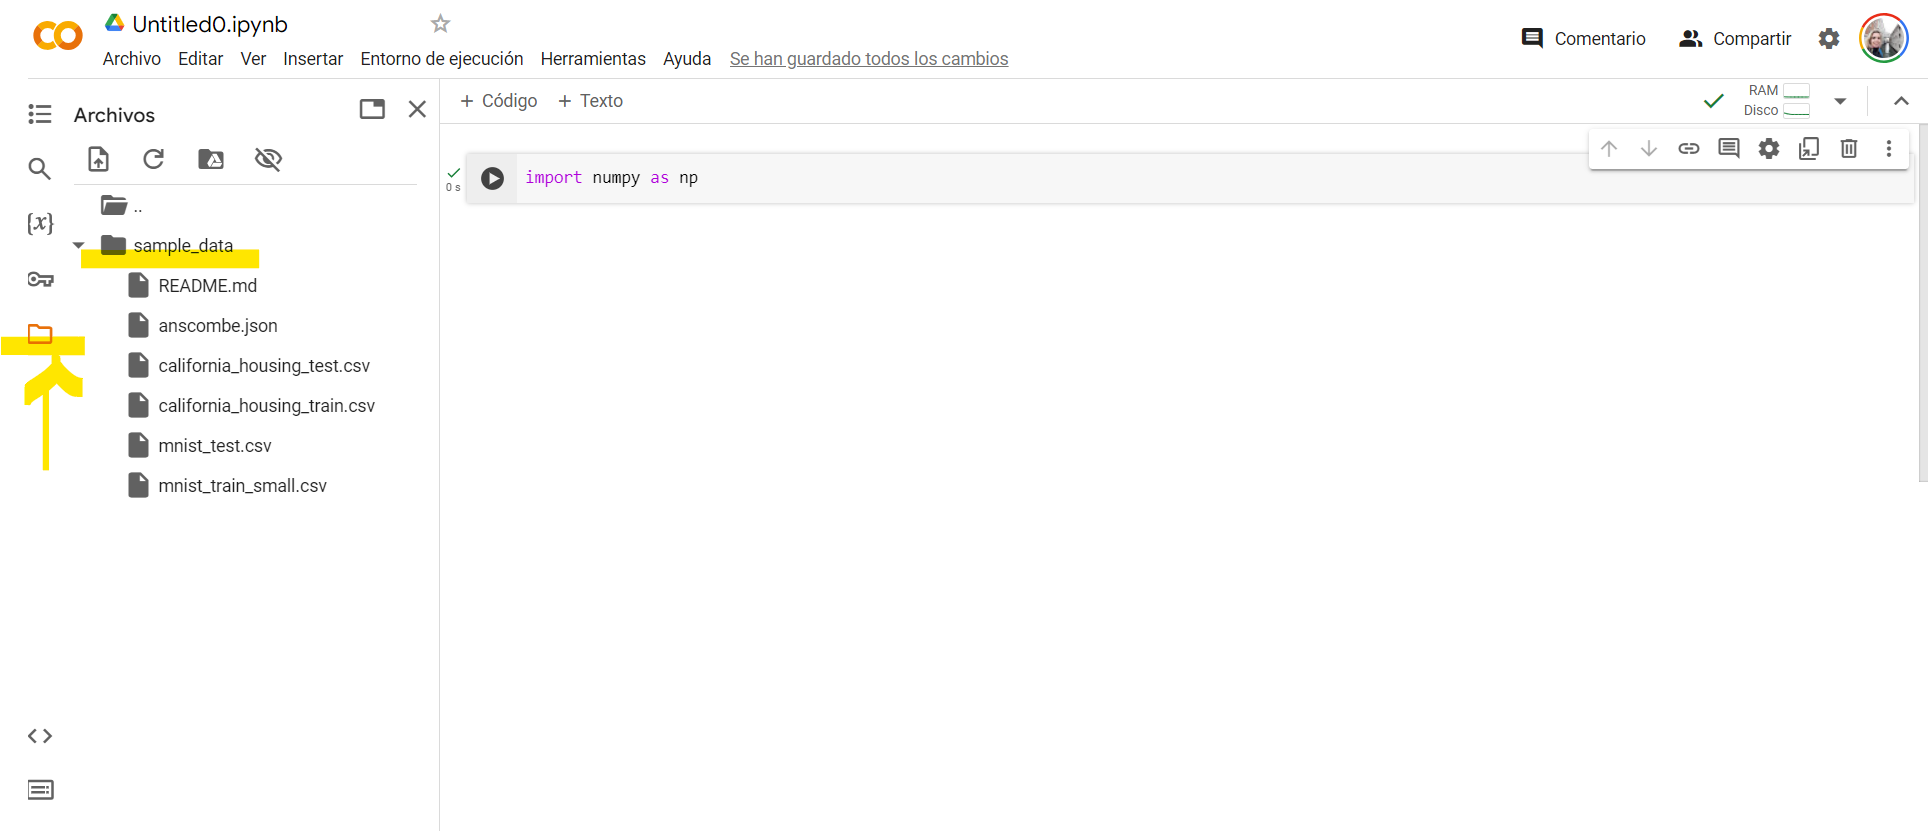 Untitled0.ipynb
Archivo Editar Ver Insertar Entorno de ejecución Herramientas Ayuda Se han guardado todos los cambios
Comentario Compartir
Archivos
+ Código + Texto
RAM
Disco
..
sample_data
README.md
anscombe.json
california_housing_test.csv
california_housing_train.csv
mnist_test.csv
mnist_train_small.csv
{x}
0 s
import numpy as np